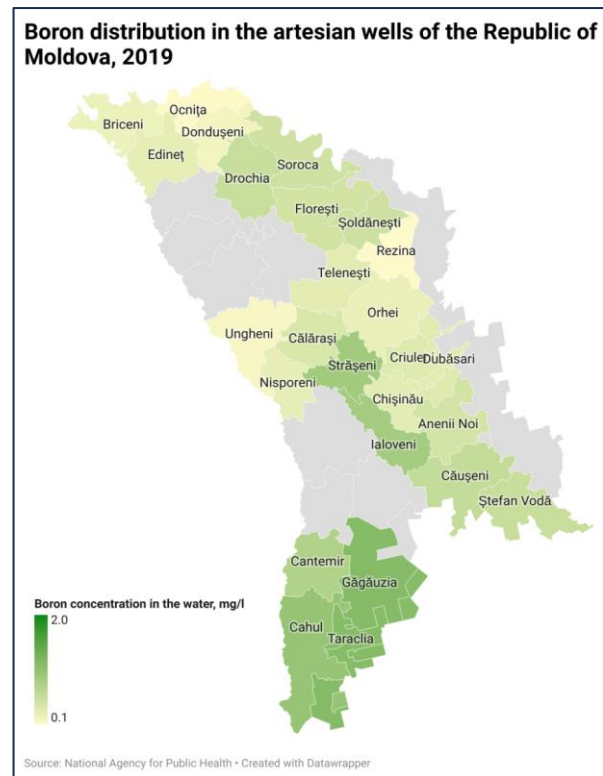 Boron distribution in the artesian wells of the Republic of
Moldova, 2019
Ocnița
Briceni
Dondușeni
Edineț
Soroca
Drochia
Florești
Șoldănești
Rezina
Telenești
Orhei
Ungheni
Călărași
Criulei
Dubăsari
Strășeni
Nisporeni
Chișinău
Anenii Noi
Ialoveni
Căușeni
Ștefan Vodă
Cantemir
Găgăuzia
Boron concentration in the water, mg/l
2.0
Cahul
Taraclia
0.1
Source: National Agency for Public Health • Created with Datawrapper